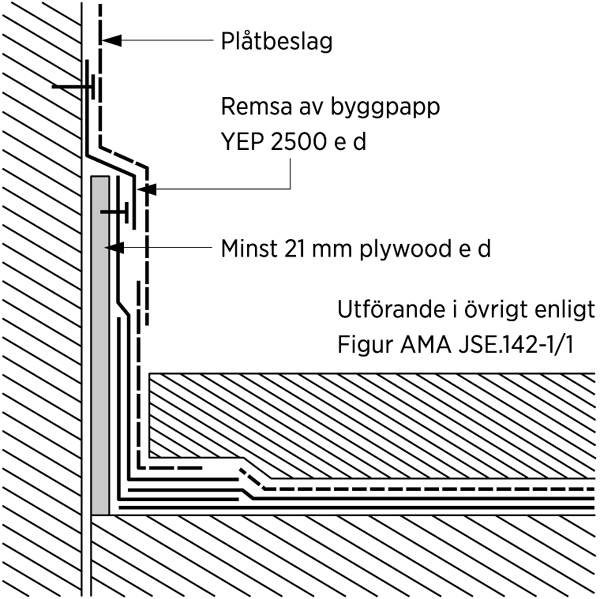 Plåtbeslag
Remsa av byggpapp
YEP 2500 e d
Minst 21 mm plywood e d
Utförande i övrigt enligt
Figur AMA JSE.142-1/1